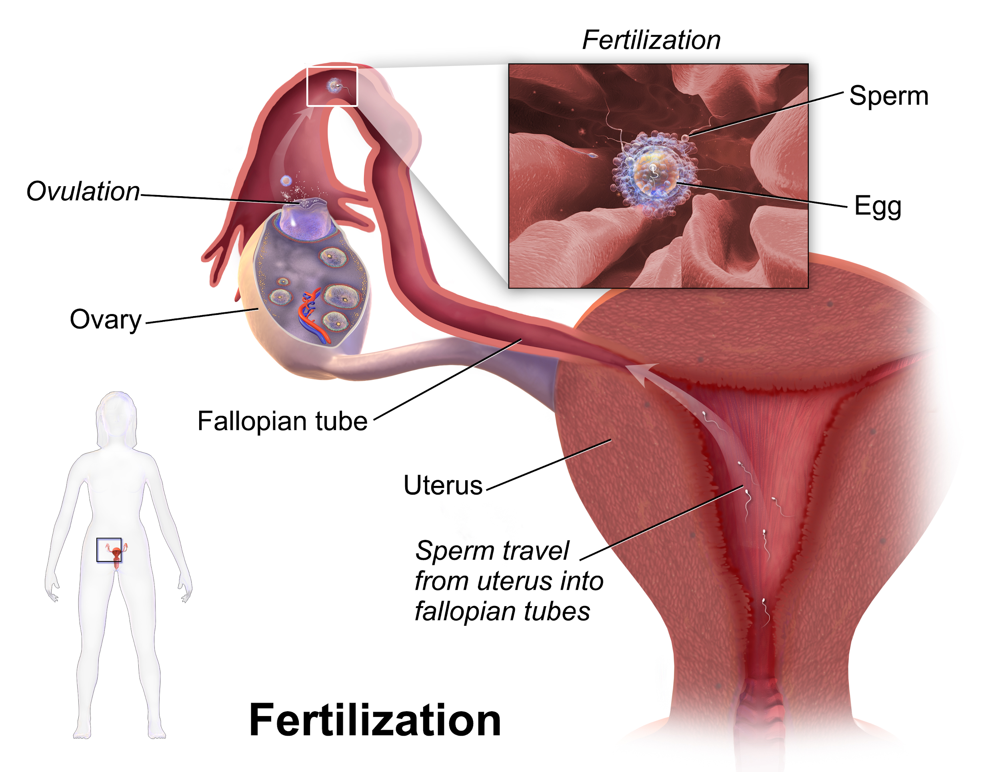 Fertilization
Sperm
Ovulation
Egg
Ovary
Fallopian tube
Uterus
Sperm travel
from uterus into
fallopian tubes
Fertilization